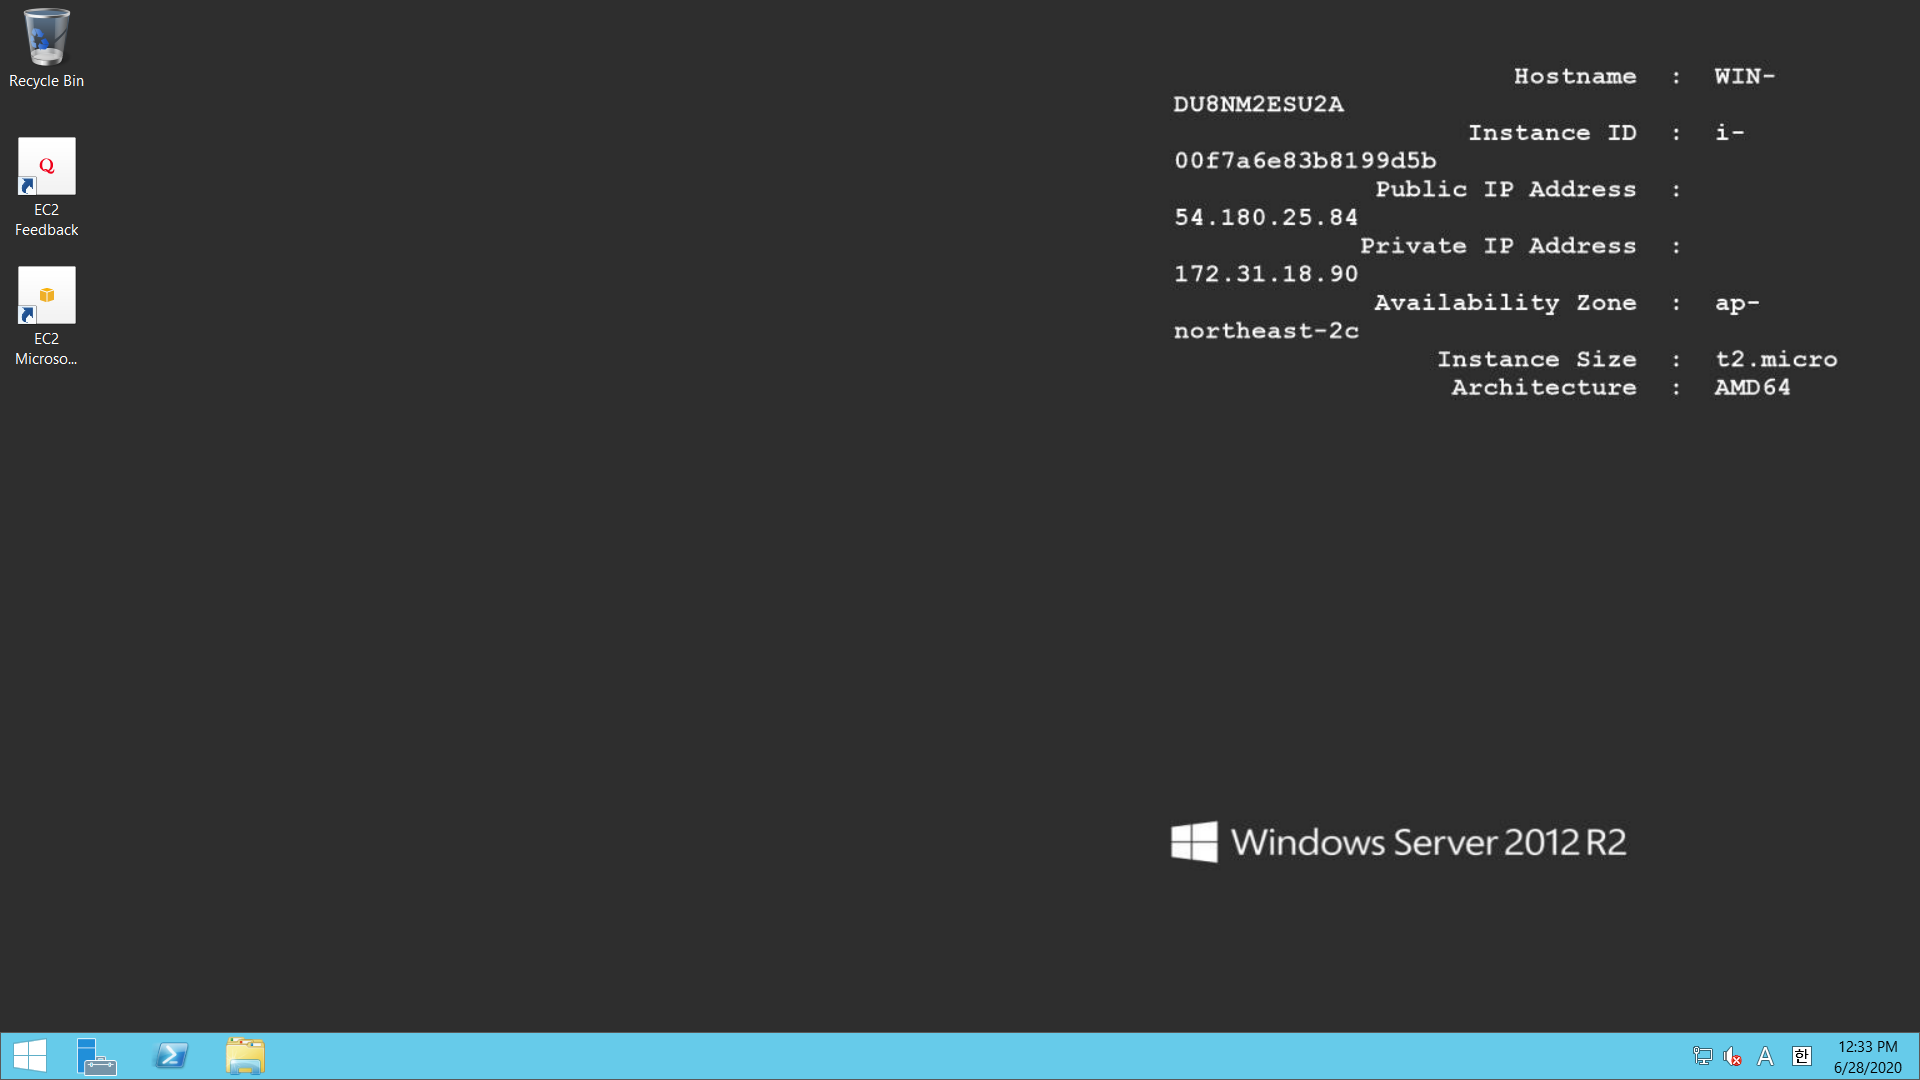 Recycle Bin
Q
EC2
Feedback
EC2
Microso...
Hostname : WIN-
DU8NM2ESU2A
Instance ID : i-
00f7a6e83b8199d5b
Public IP Address :
54.180.25.84
Private IP Address :
172.31.18.90
Availability Zone : ap-
northeast-2c
Instance Size : t2.micro
Architecture : AMD64
Windows Server 2012 R2
A 한 12:33 PM
6/28/2020